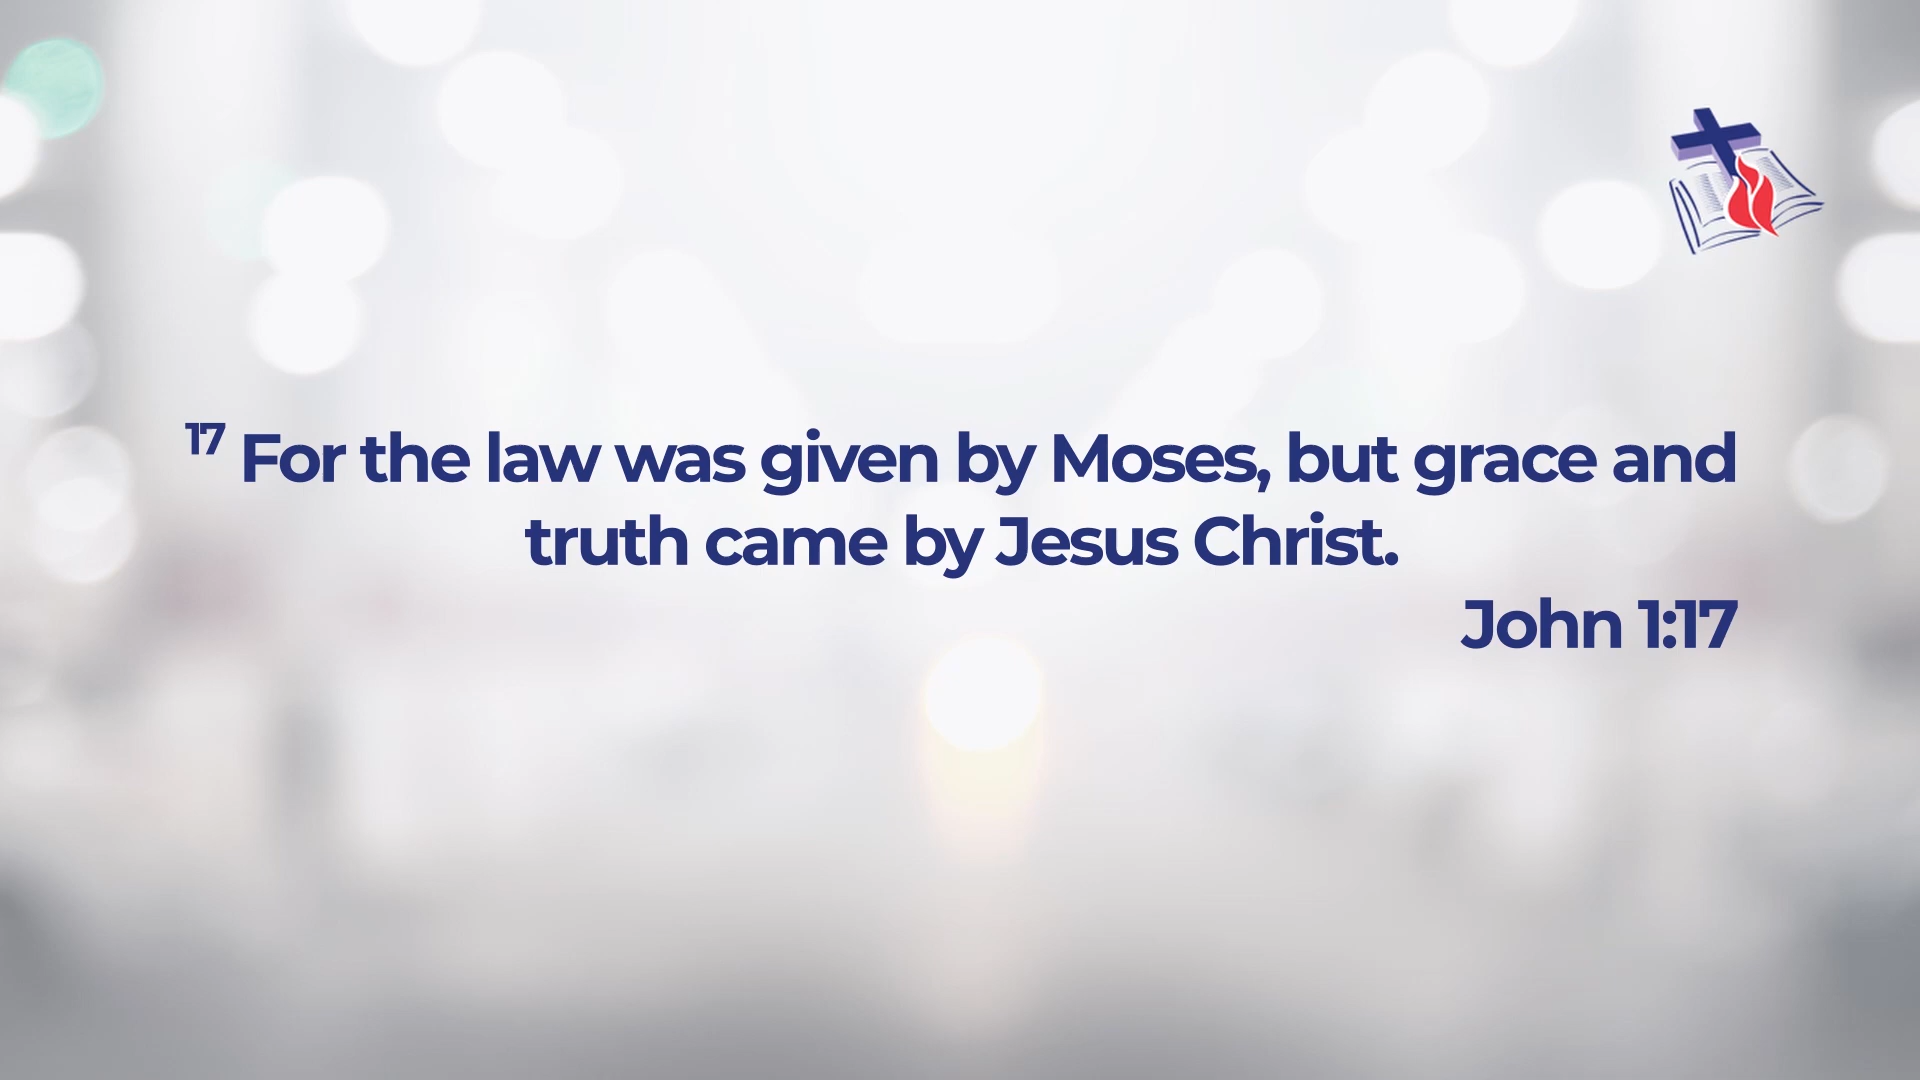 17 For the law was given by Moses, but grace and
truth came by Jesus Christ.
John 1:17